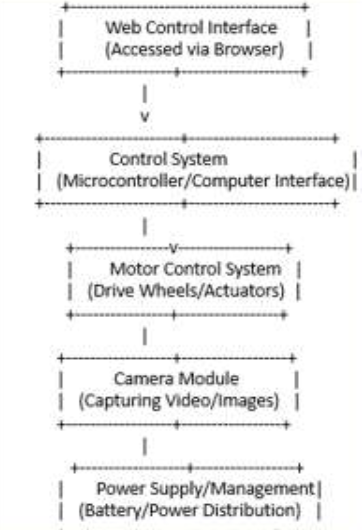 Web Control Interface
(Accessed via Browser)
v
Control System
(Microcontroller/Computer Interface)
v
Motor Control System
(Drive Wheels/Actuators)
Camera Module
(Capturing Video/Images)
Power Supply/Management
(Battery/Power Distribution)